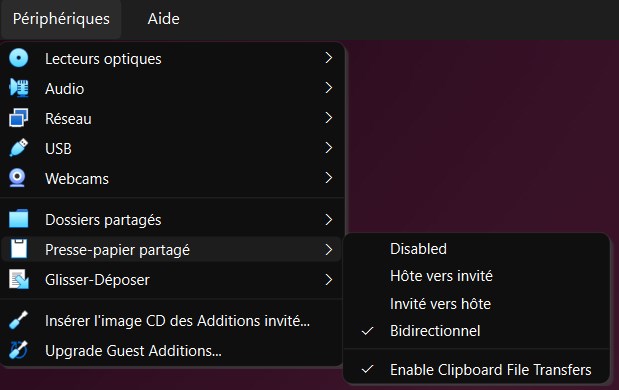 Périphériques
Aide
Lecteurs optiques
Audio
Réseau
USB
Webcams
Dossiers partagés
Presse-papier partagé
Glisser-Déposer
Insérer l'image CD des Additions invité...
Upgrade Guest Additions...
Disabled
Hôte vers invité
Invité vers hôte
Bidirectionnel
Enable Clipboard File Transfers